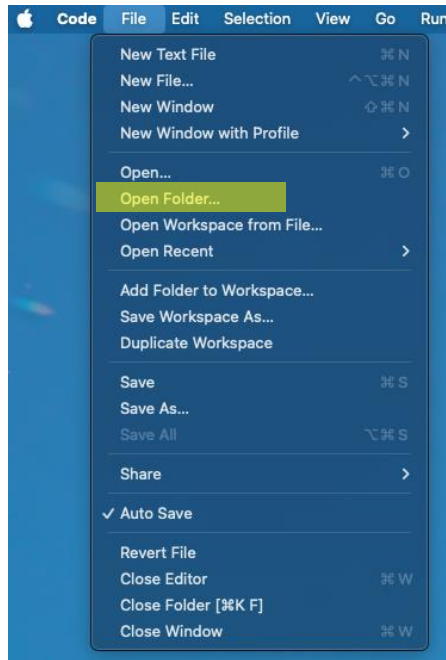 Code File Edit Selection View Go Run
New Text File ⌘ N
New File... ^⌥⌘ N
New Window ⇧⌘ N
New Window with Profile >
Open... ⌘ O
Open Folder...
Open Workspace from File...
Open Recent >
Add Folder to Workspace...
Save Workspace As...
Duplicate Workspace
Save ⌘ S
Save As...
Save All ⌥⌘ S
Share >
✓ Auto Save
Revert File
Close Editor ⌘ W
Close Folder [⌘K F]
Close Window ⌘ W